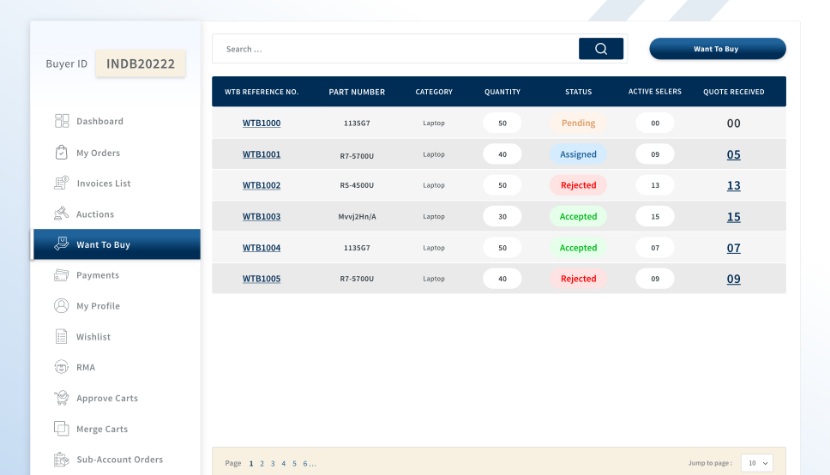 Buyer ID INDB20222
Dashboard
My Orders
Invoices List
Auctions
Want To Buy
Payments
My Profile
Wishlist
RMA
Approve Carts
Merge Carts
Sub-Account Orders
Search ...
Want To Buy
WTB REFERENCE NO. PART NUMBER CATEGORY QUANTITY STATUS ACTIVE SELERS QUOTE RECEIVED
WTB1000 1135G7 Laptop 50 Pending 00 00
WTB1001 R7-5700U Laptop 40 Assigned 09 05
WTB1002 R5-4500U Laptop 50 Rejected 13 13
WTB1003 Mvvj2Hn/A Laptop 30 Accepted 15 15
WTB1004 1135G7 Laptop 50 Accepted 07 07
WTB1005 R7-5700U Laptop 40 Rejected 09 09
Page 1 2 3 4 5 6... Jump to page : 10